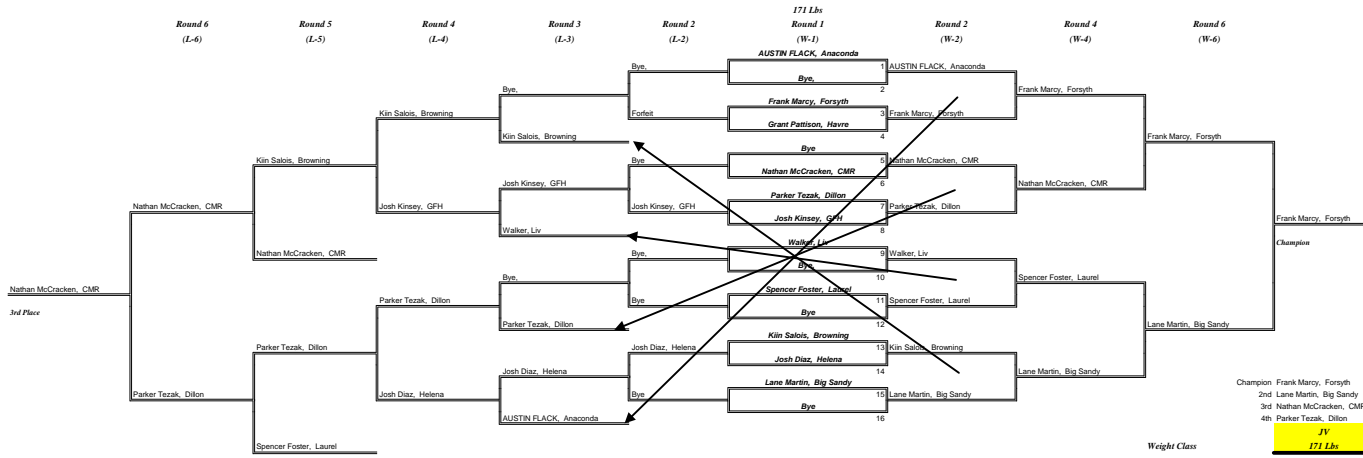 171 Lbs
Round 6 Round 5 Round 4 Round 3 Round 2 Round 1 Round 2 Round 4 Round 6
(L-6) (L-5) (L-4) (L-3) (L-2) (W-1) (W-2) (W-4) (W-6)
AUSTIN FLACK, Anaconda
Bye, 1 AUSTIN FLACK, Anaconda
Bye,
2
Bye, Frank Marcy, Forsyth
Frank Marcy, Forsyth
Kiin Salois, Browning Forfeit 3 Frank Marcy, Forsyth
Grant Pattison, Havre
Kiin Salois, Browning 4 Frank Marcy, Forsyth
Bye
Kiin Salois, Browning Bye 5 Nathan McCracken, CMR
Nathan McCracken, CMR
6
Josh Kinsey, GFH Nathan McCracken, CMR
Parker Tezak, Dillon
Nathan McCracken, CMR Josh Kinsey, GFH Josh Kinsey, GFH 7 Parker Tezak, Dillon
Josh Kinsey, GFH Frank Marcy, Forsyth
Walker, Liv 8
Walker, Liv Champion
Nathan McCracken, CMR Bye, 9 Walker, Liv
Bye,
10
Bye, Spencer Foster, Laurel
Nathan McCracken, CMR Spencer Foster, Laurel
Parker Tezak, Dillon Bye 11 Spencer Foster, Laurel
3rd Place Bye
Parker Tezak, Dillon 12 Lane Martin, Big Sandy
Kiin Salois, Browning
Parker Tezak, Dillon Josh Diaz, Helena 13 Kiin Salois, Browning
Josh Diaz, Helena
14
Josh Diaz, Helena Lane Martin, Big Sandy
Lane Martin, Big Sandy Champion Frank Marcy, Forsyth
Parker Tezak, Dillon Josh Diaz, Helena Bye 15 Lane Martin, Big Sandy 2nd Lane Martin, Big Sandy
Bye 3rd Nathan McCracken, CMR
AUSTIN FLACK, Anaconda 16 4th Parker Tezak, Dillon
JV
Spencer Foster, Laurel Weight Class 171 Lbs